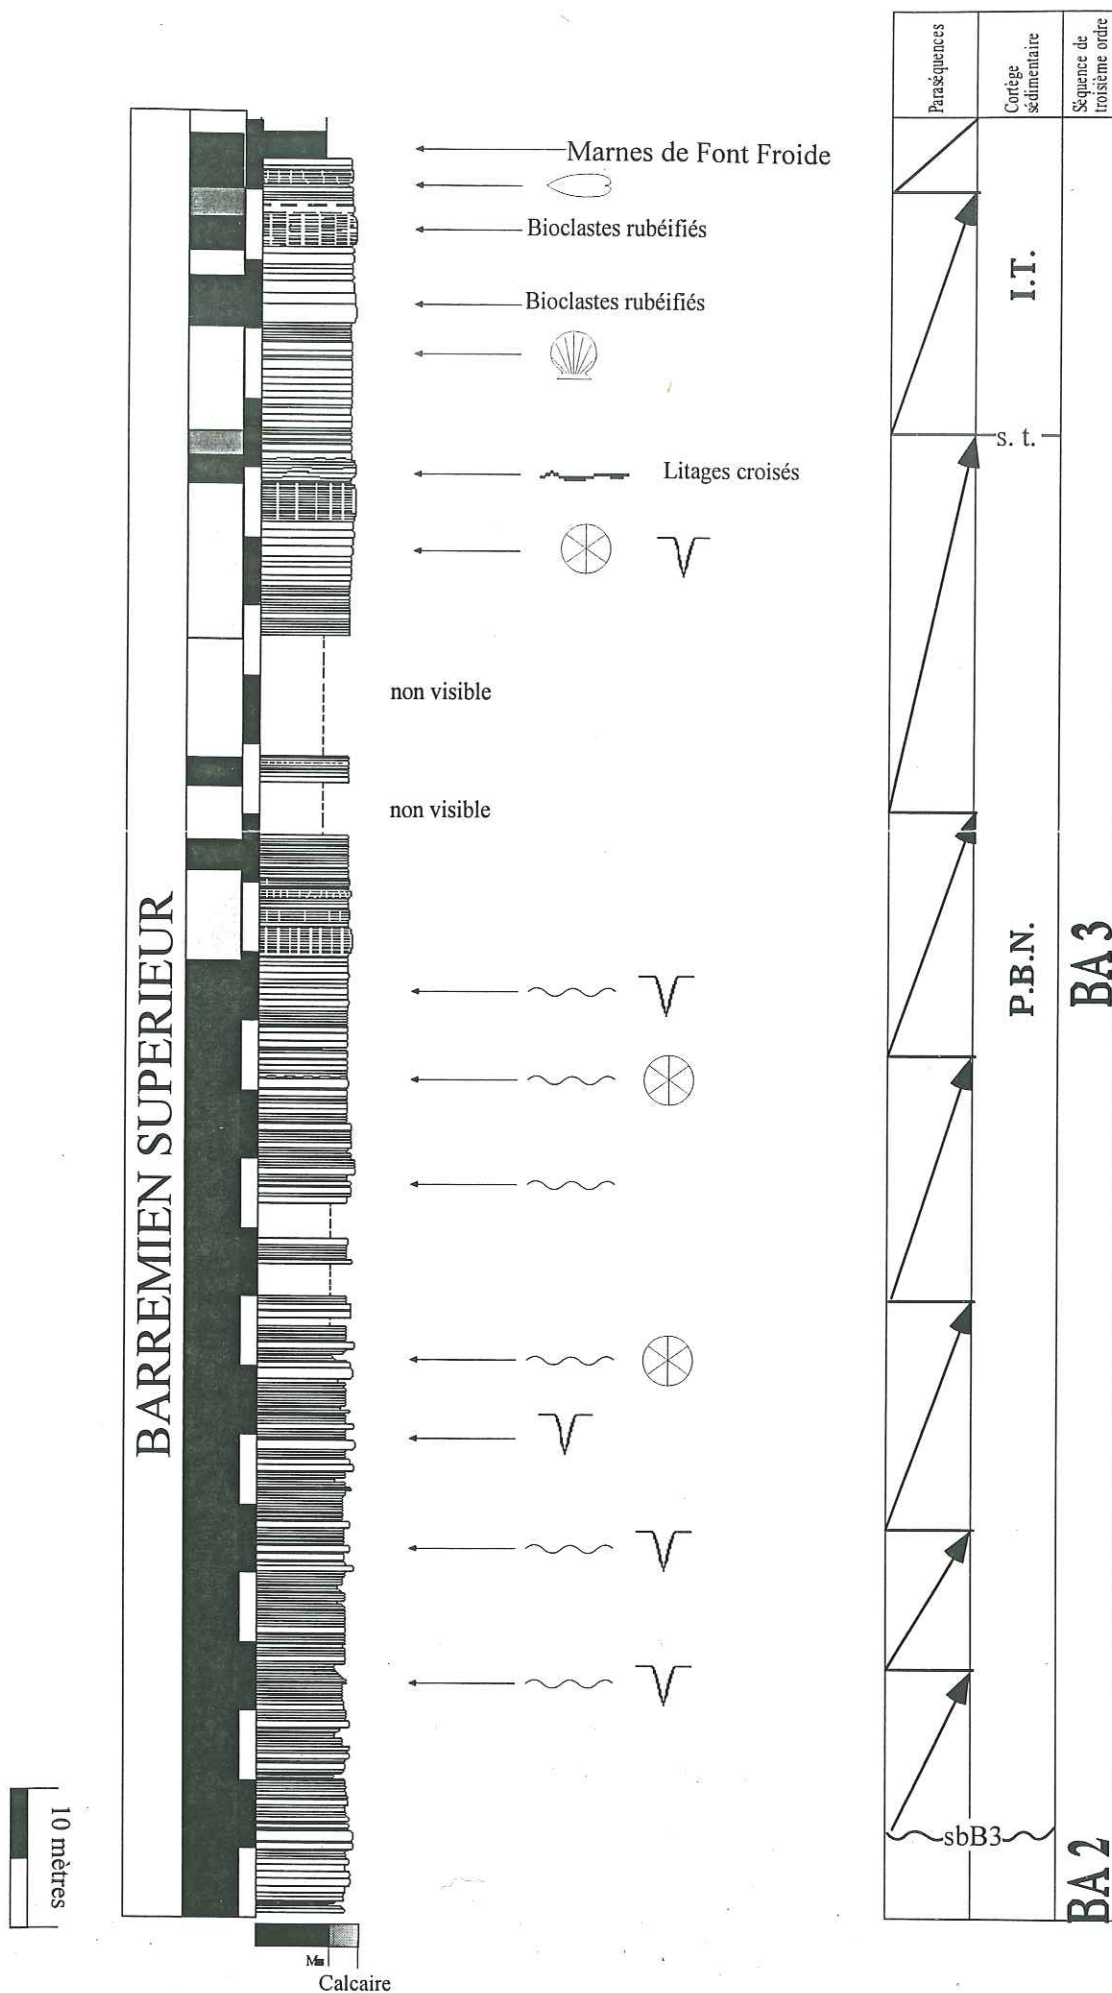 Paraséquences
Cortège
sédimentaire
Séquence de
troisième ordre
Marnes de Font Froide
Bioclastes rubéifiés
Bioclastes rubéifiés
I.T.
s. t.
Litages croisés
non visible
non visible
BARREMIEN SUPERIEUR
P.B.N.
BA 3
sbB3
BA 2
10 mètres
Calcaire